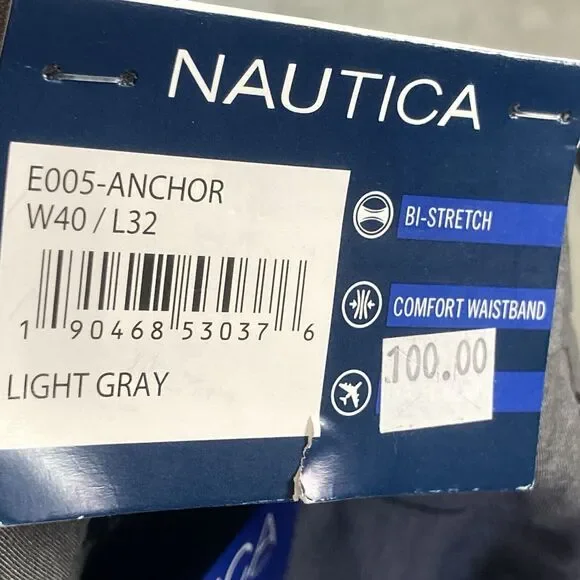 NAUTICA
E005-ANCHOR
W40 / L32
1 90468 53037 6
LIGHT GRAY
BI-STRETCH
COMFORT WAISTBAND
100.00